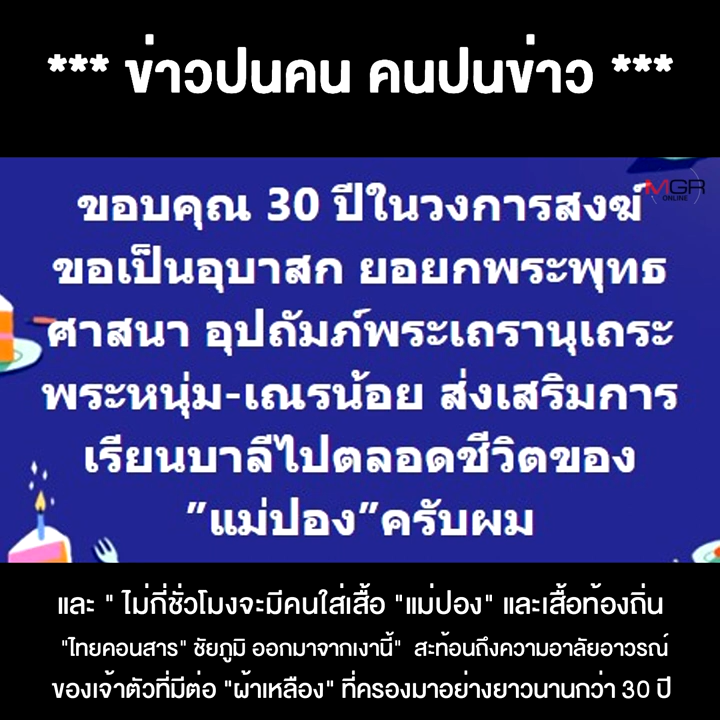 *** ข่าวปนคน คนปนข่าว ***
MGR
ONLINE
ขอบคุณ 30 ปีในวงการสงฆ์
ขอเป็นอุบาสก ยอยกพระพุทธ
ศาสนา อุปถัมภ์พระเถรานุเถระ
พระหนุ่ม-เณรน้อย ส่งเสริมการ
เรียนบาลีไปตลอดชีวิตของ
"แม่ปอง"ครับผม
และ " ไม่กี่ชั่วโมงจะมีคนใส่เสื้อ "แม่ปอง" และเสื้อท้องถิ่น
"ไทยคอนสาร" ชัยภูมิ ออกมาจากเงานี้" สะท้อนถึงความอาลัยอาวรณ์
ของเจ้าตัวที่มีต่อ "ผ้าเหลือง" ที่ครองมาอย่างยาวนานกว่า 30 ปี